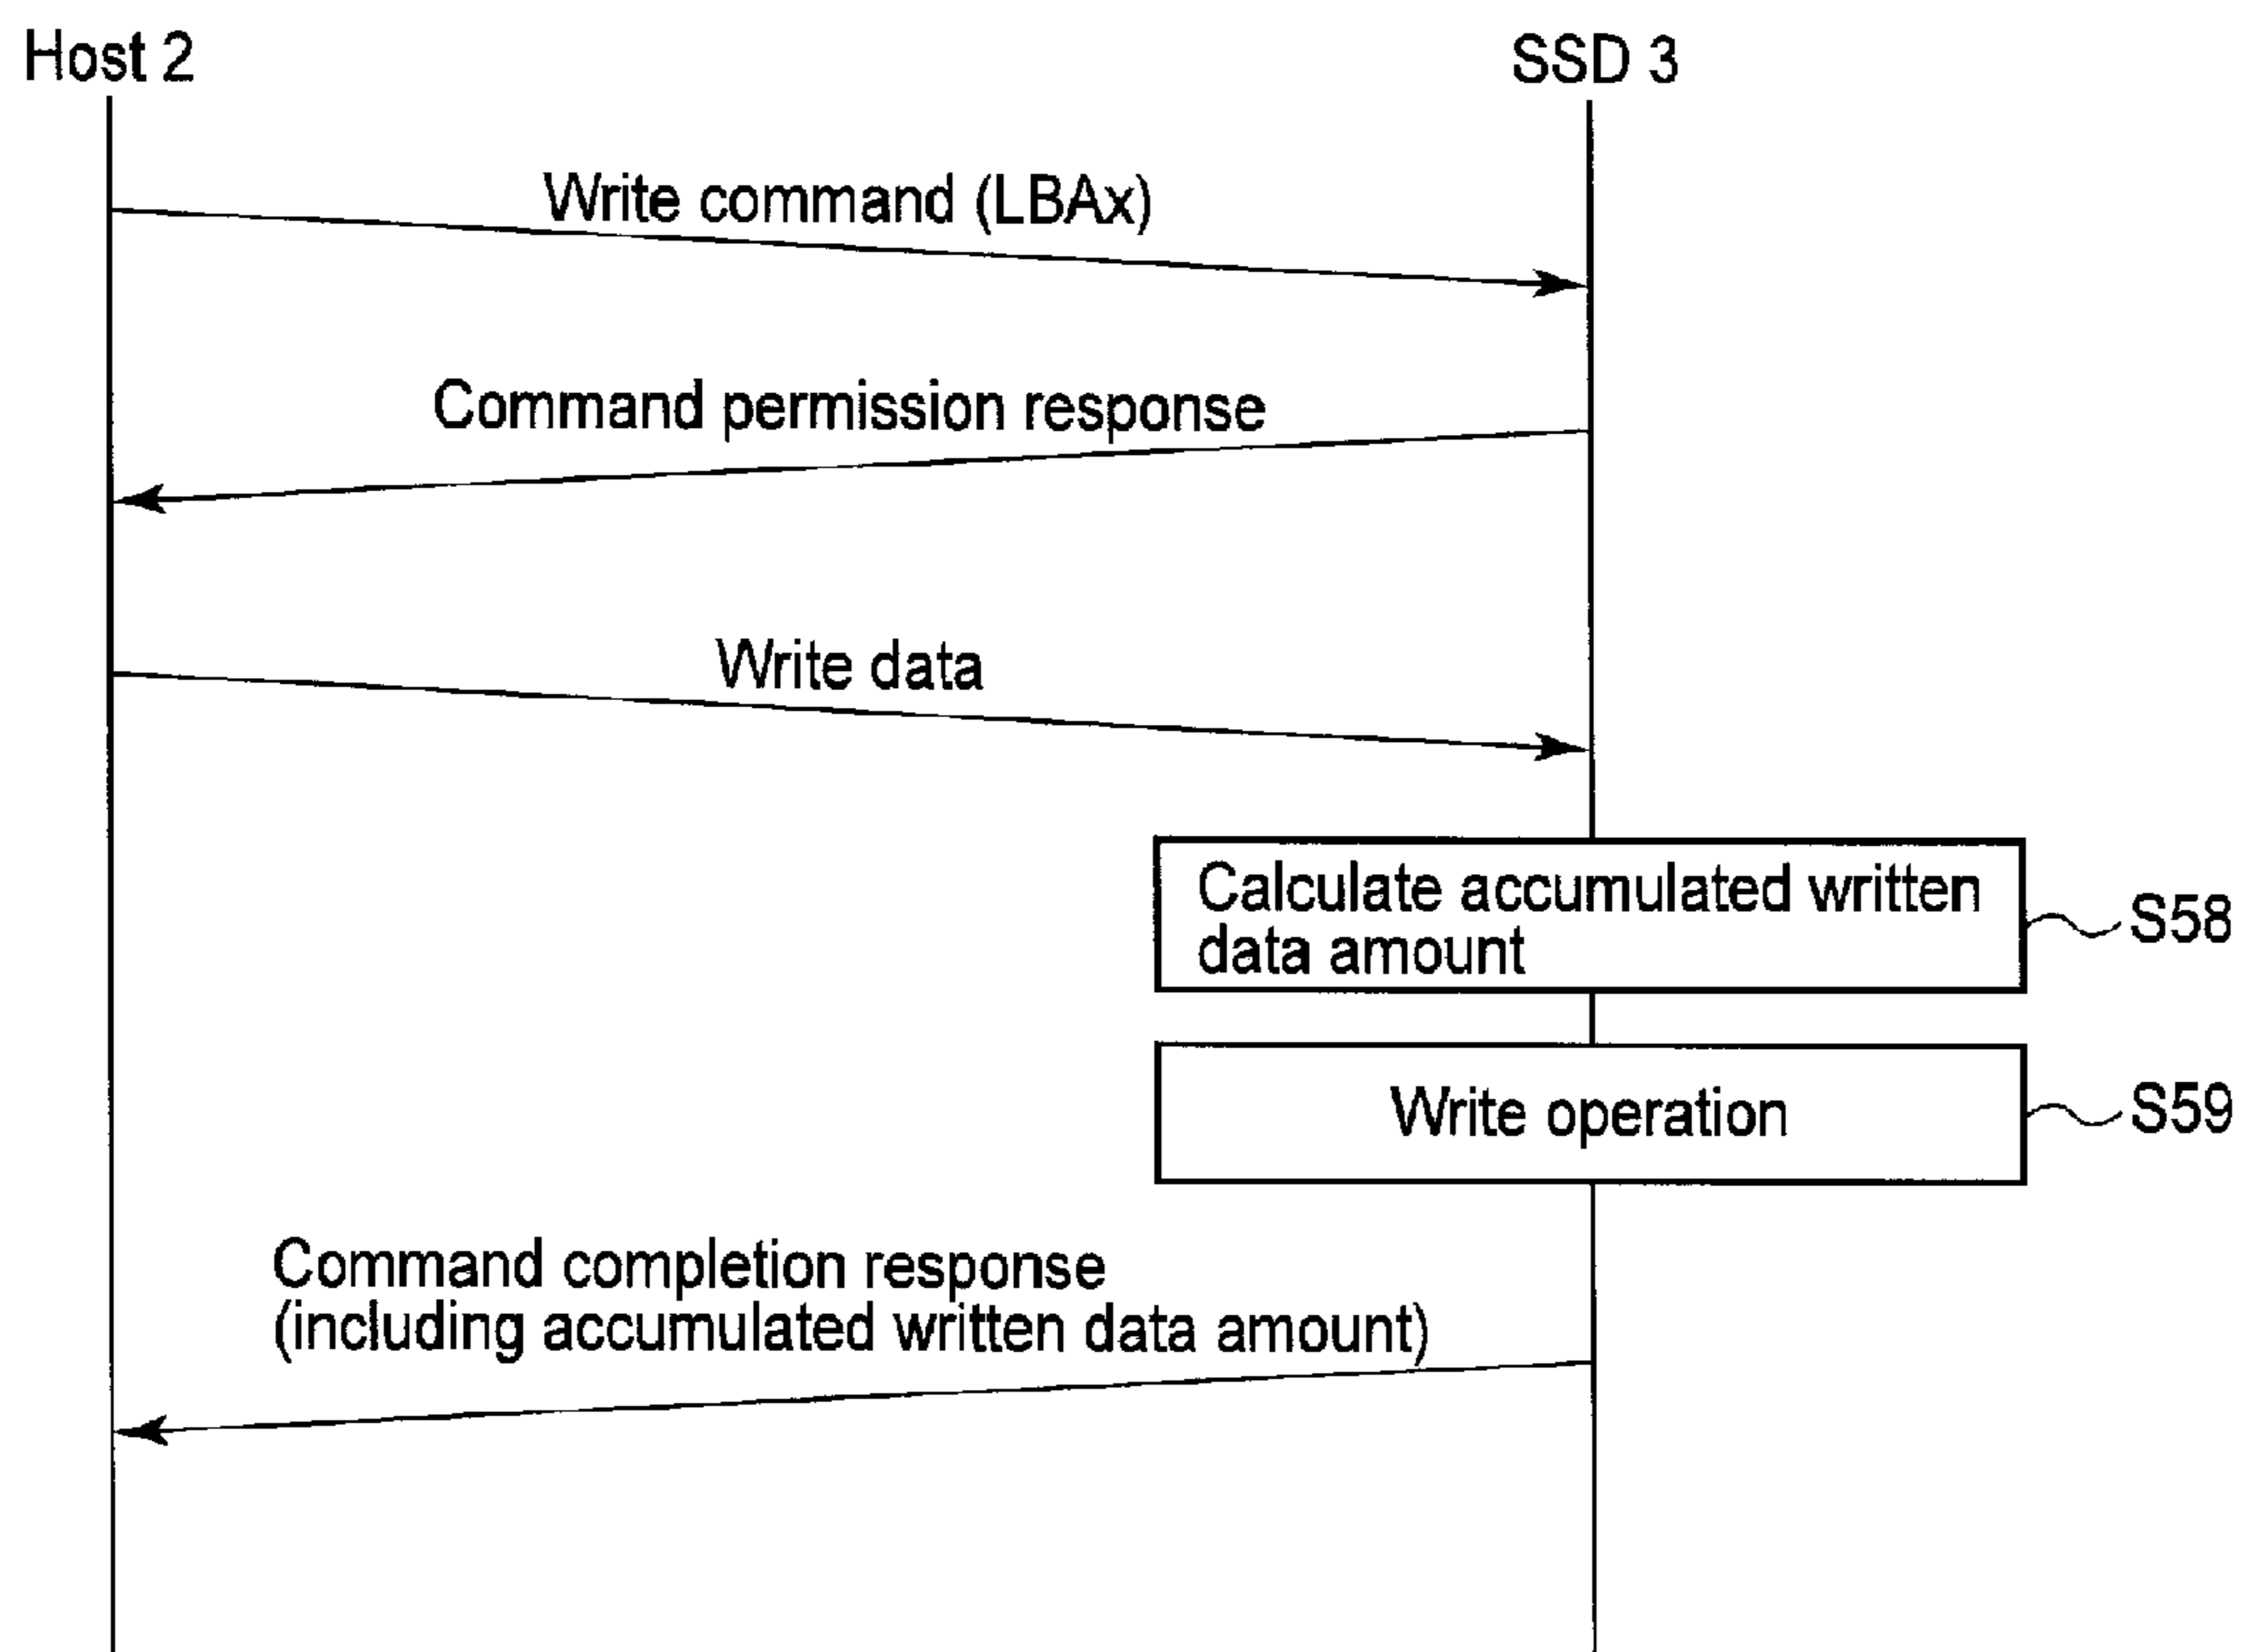 Host 2
SSD 3
Write command (LBAx)
Command permission response
Write data
Calculate accumulated written
data amount
S58
Write operation
S59
Command completion response
(including accumulated written data amount)